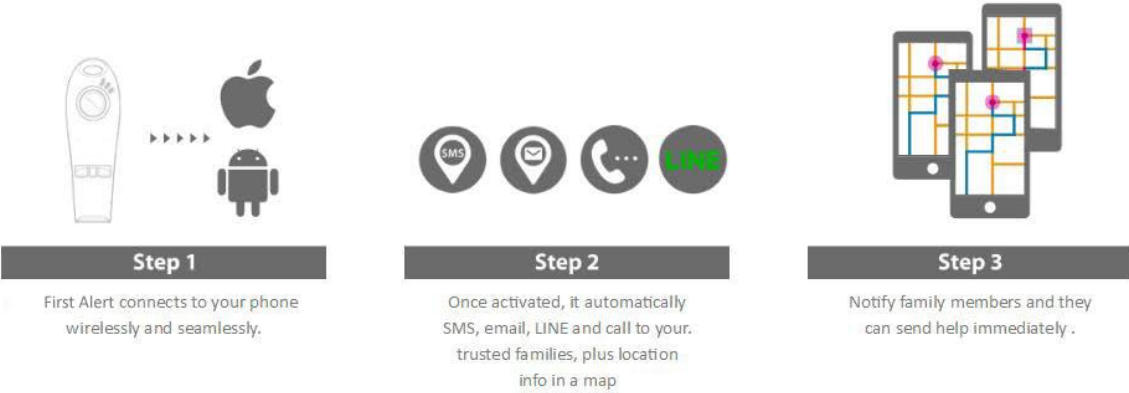 SMS
LINE
Step 1
First Alert connects to your phone
wirelessly and seamlessly.
Step 2
Once activated, it automatically
SMS, email, LINE and call to your.
trusted families, plus location
info in a map
Step 3
Notify family members and they
can send help immediately .